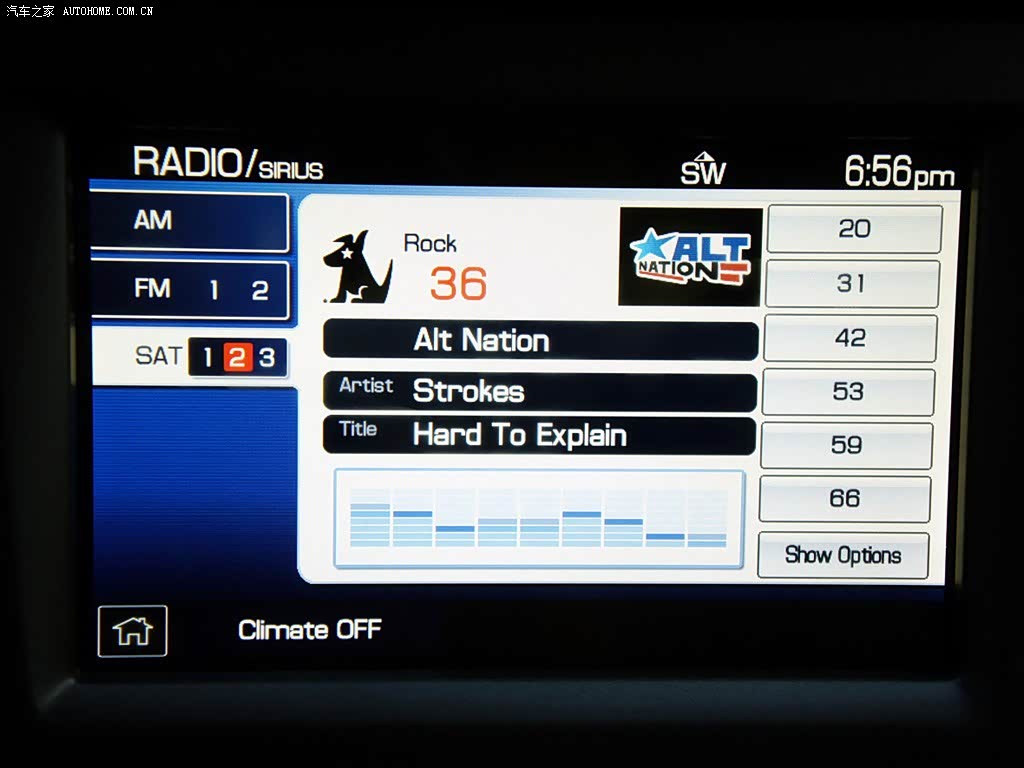 汽车之家 AUTOHOME.COM.CN
RADIO/SIRIUS SW 6:56pm
AM
FM 1 2
SAT 1 2 3
Rock
36
ALT
NATION
Alt Nation
Artist Strokes
Title Hard To Explain
20
31
42
53
59
66
Show Options
Climate OFF